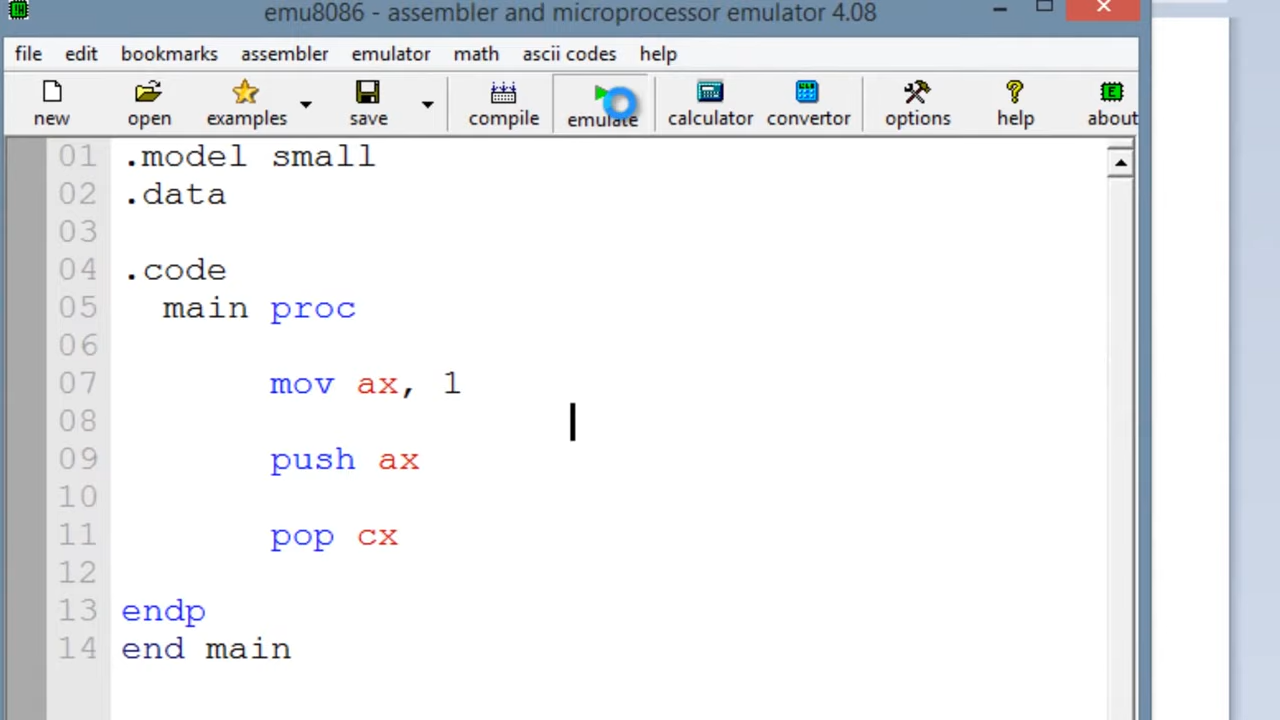 emu8086 - assembler and microprocessor emulator 4.08
file edit bookmarks assembler emulator math ascii codes help
new open examples save compile emulate calculator convertor options help about
01 .model small
02 .data
03
04 .code
05 main proc
06
07 mov ax, 1
08
09 push ax
10
11 pop cx
12
13 endp
14 end main